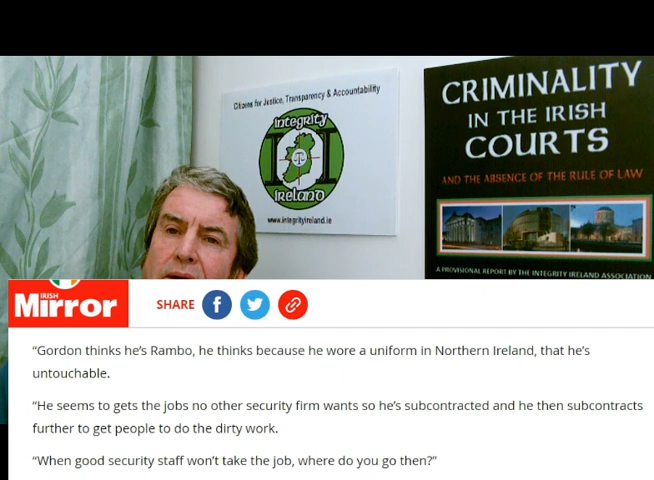 Citizens for Justice, Transparency & Accountability
Integrity
Ireland
www.integrityireland.ie
CRIMINALITY
IN THE IRISH
COURTS
AND THE ABSENCE OF THE RULE OF LAW
A PROVISIONAL REPORT BY THE INTEGRITY IRELAND ASSOCIATION
IRISH
Mirror
SHARE
“Gordon thinks he’s Rambo, he thinks because he wore a uniform in Northern Ireland, that he’s
untouchable.
“He seems to gets the jobs no other security firm wants so he’s subcontracted and he then subcontracts
further to get people to do the dirty work.
“When good security staff won’t take the job, where do you go then?”